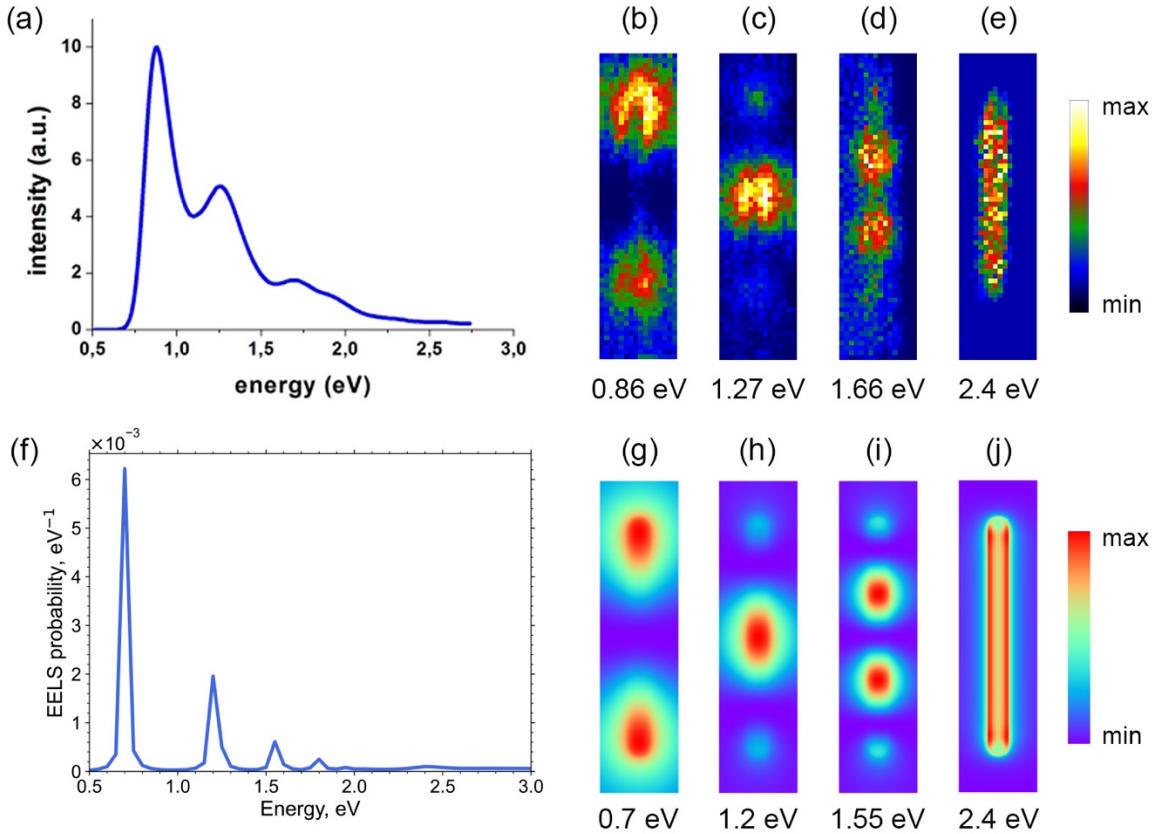 (a)
intensity (a.u.)
10
8
6
4
2
0
0,5 1,0 1,5 2,0 2,5 3,0
energy (eV)
(b) (c) (d) (e)
0.86 eV 1.27 eV 1.66 eV 2.4 eV
max
min
(f)
×10⁻³
EELS probability, eV⁻¹
6
5
4
3
2
1
0
0.5 1.0 1.5 2.0 2.5 3.0
Energy, eV
(g) (h) (i) (j)
0.7 eV 1.2 eV 1.55 eV 2.4 eV
max
min